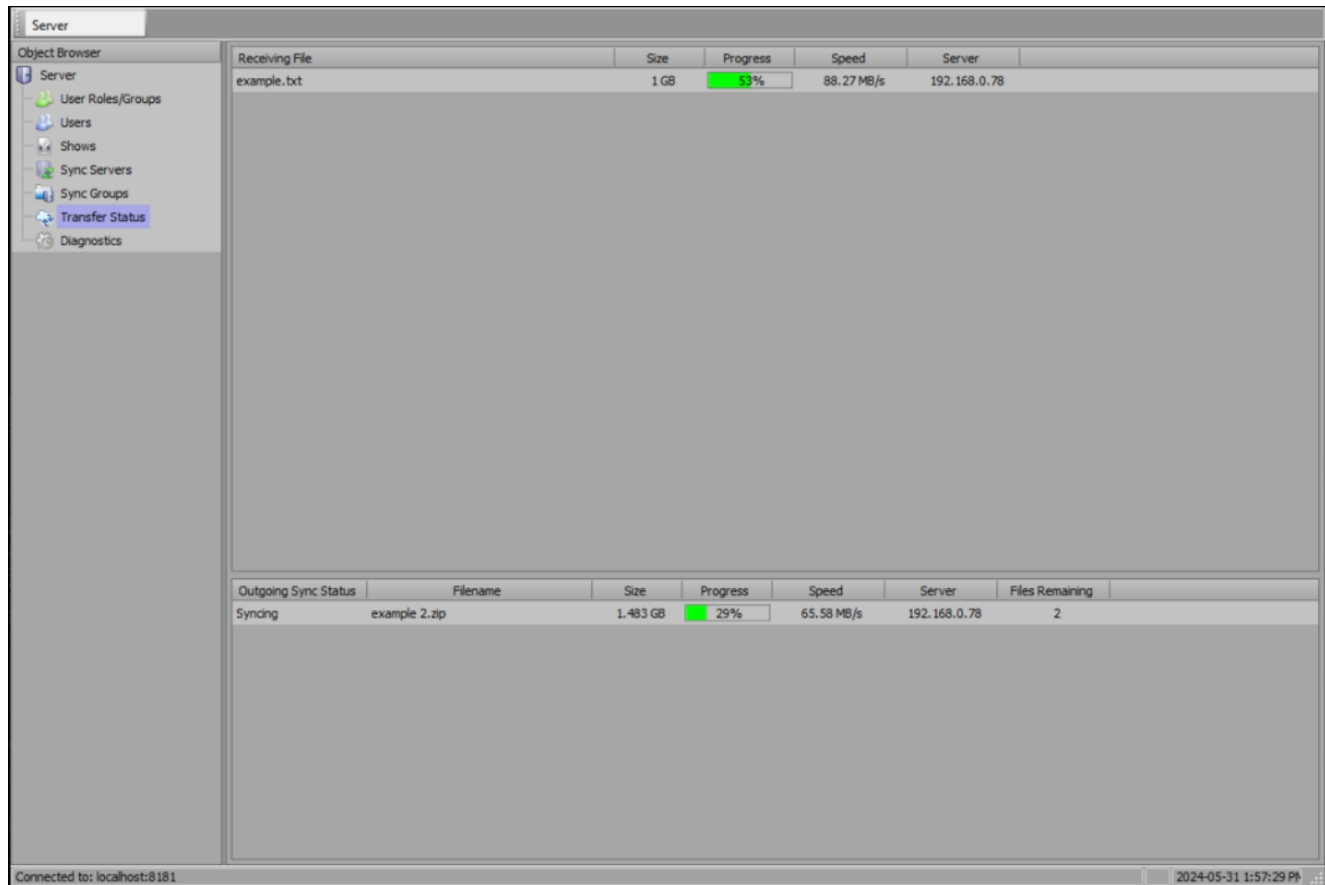 Server
Object Browser
Server
User Roles/Groups
Users
Shows
Sync Servers
Sync Groups
Transfer Status
Diagnostics
Receiving File Size Progress Speed Server
example.txt 1 GB 53% 88.27 MB/s 192.168.0.78
Outgoing Sync Status Filename Size Progress Speed Server Files Remaining
Syncing example 2.zip 1.483 GB 29% 65.58 MB/s 192.168.0.78 2
Connected to: localhost:8181 2024-05-31 1:57:29 PM